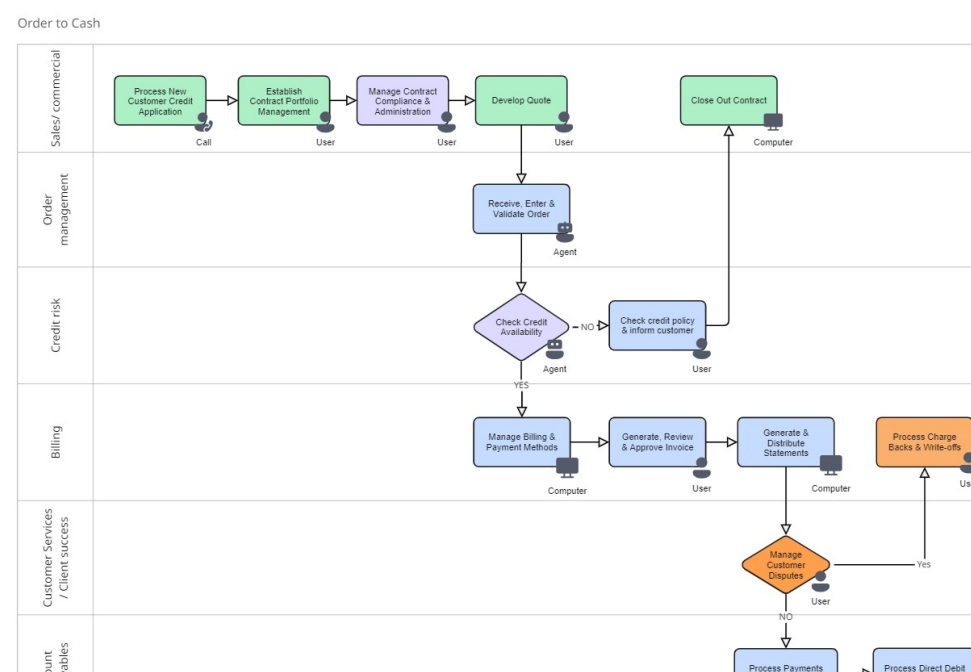 Order to Cash
Sales/ commercial
Process New
Customer Credit
Application
Call
Establish
Contract Portfolio
Management
User
Manage Contract
Compliance &
Administration
User
Develop Quote
User
Close Out Contract
Computer
Order
management
Receive, Enter &
Validate Order
Agent
Credit risk
Check Credit
Availability
Agent
NO
Check credit policy
& inform customer
User
YES
Billing
Manage Billing &
Payment Methods
Computer
Generate, Review
& Approve Invoice
User
Generate &
Distribute
Statements
Computer
Process Charge
Backs & Write-offs
Us
Customer Services
/ Client success
Manage
Customer
Disputes
User
Yes
NO
ount
ables
Process Payments
Process Direct Debit